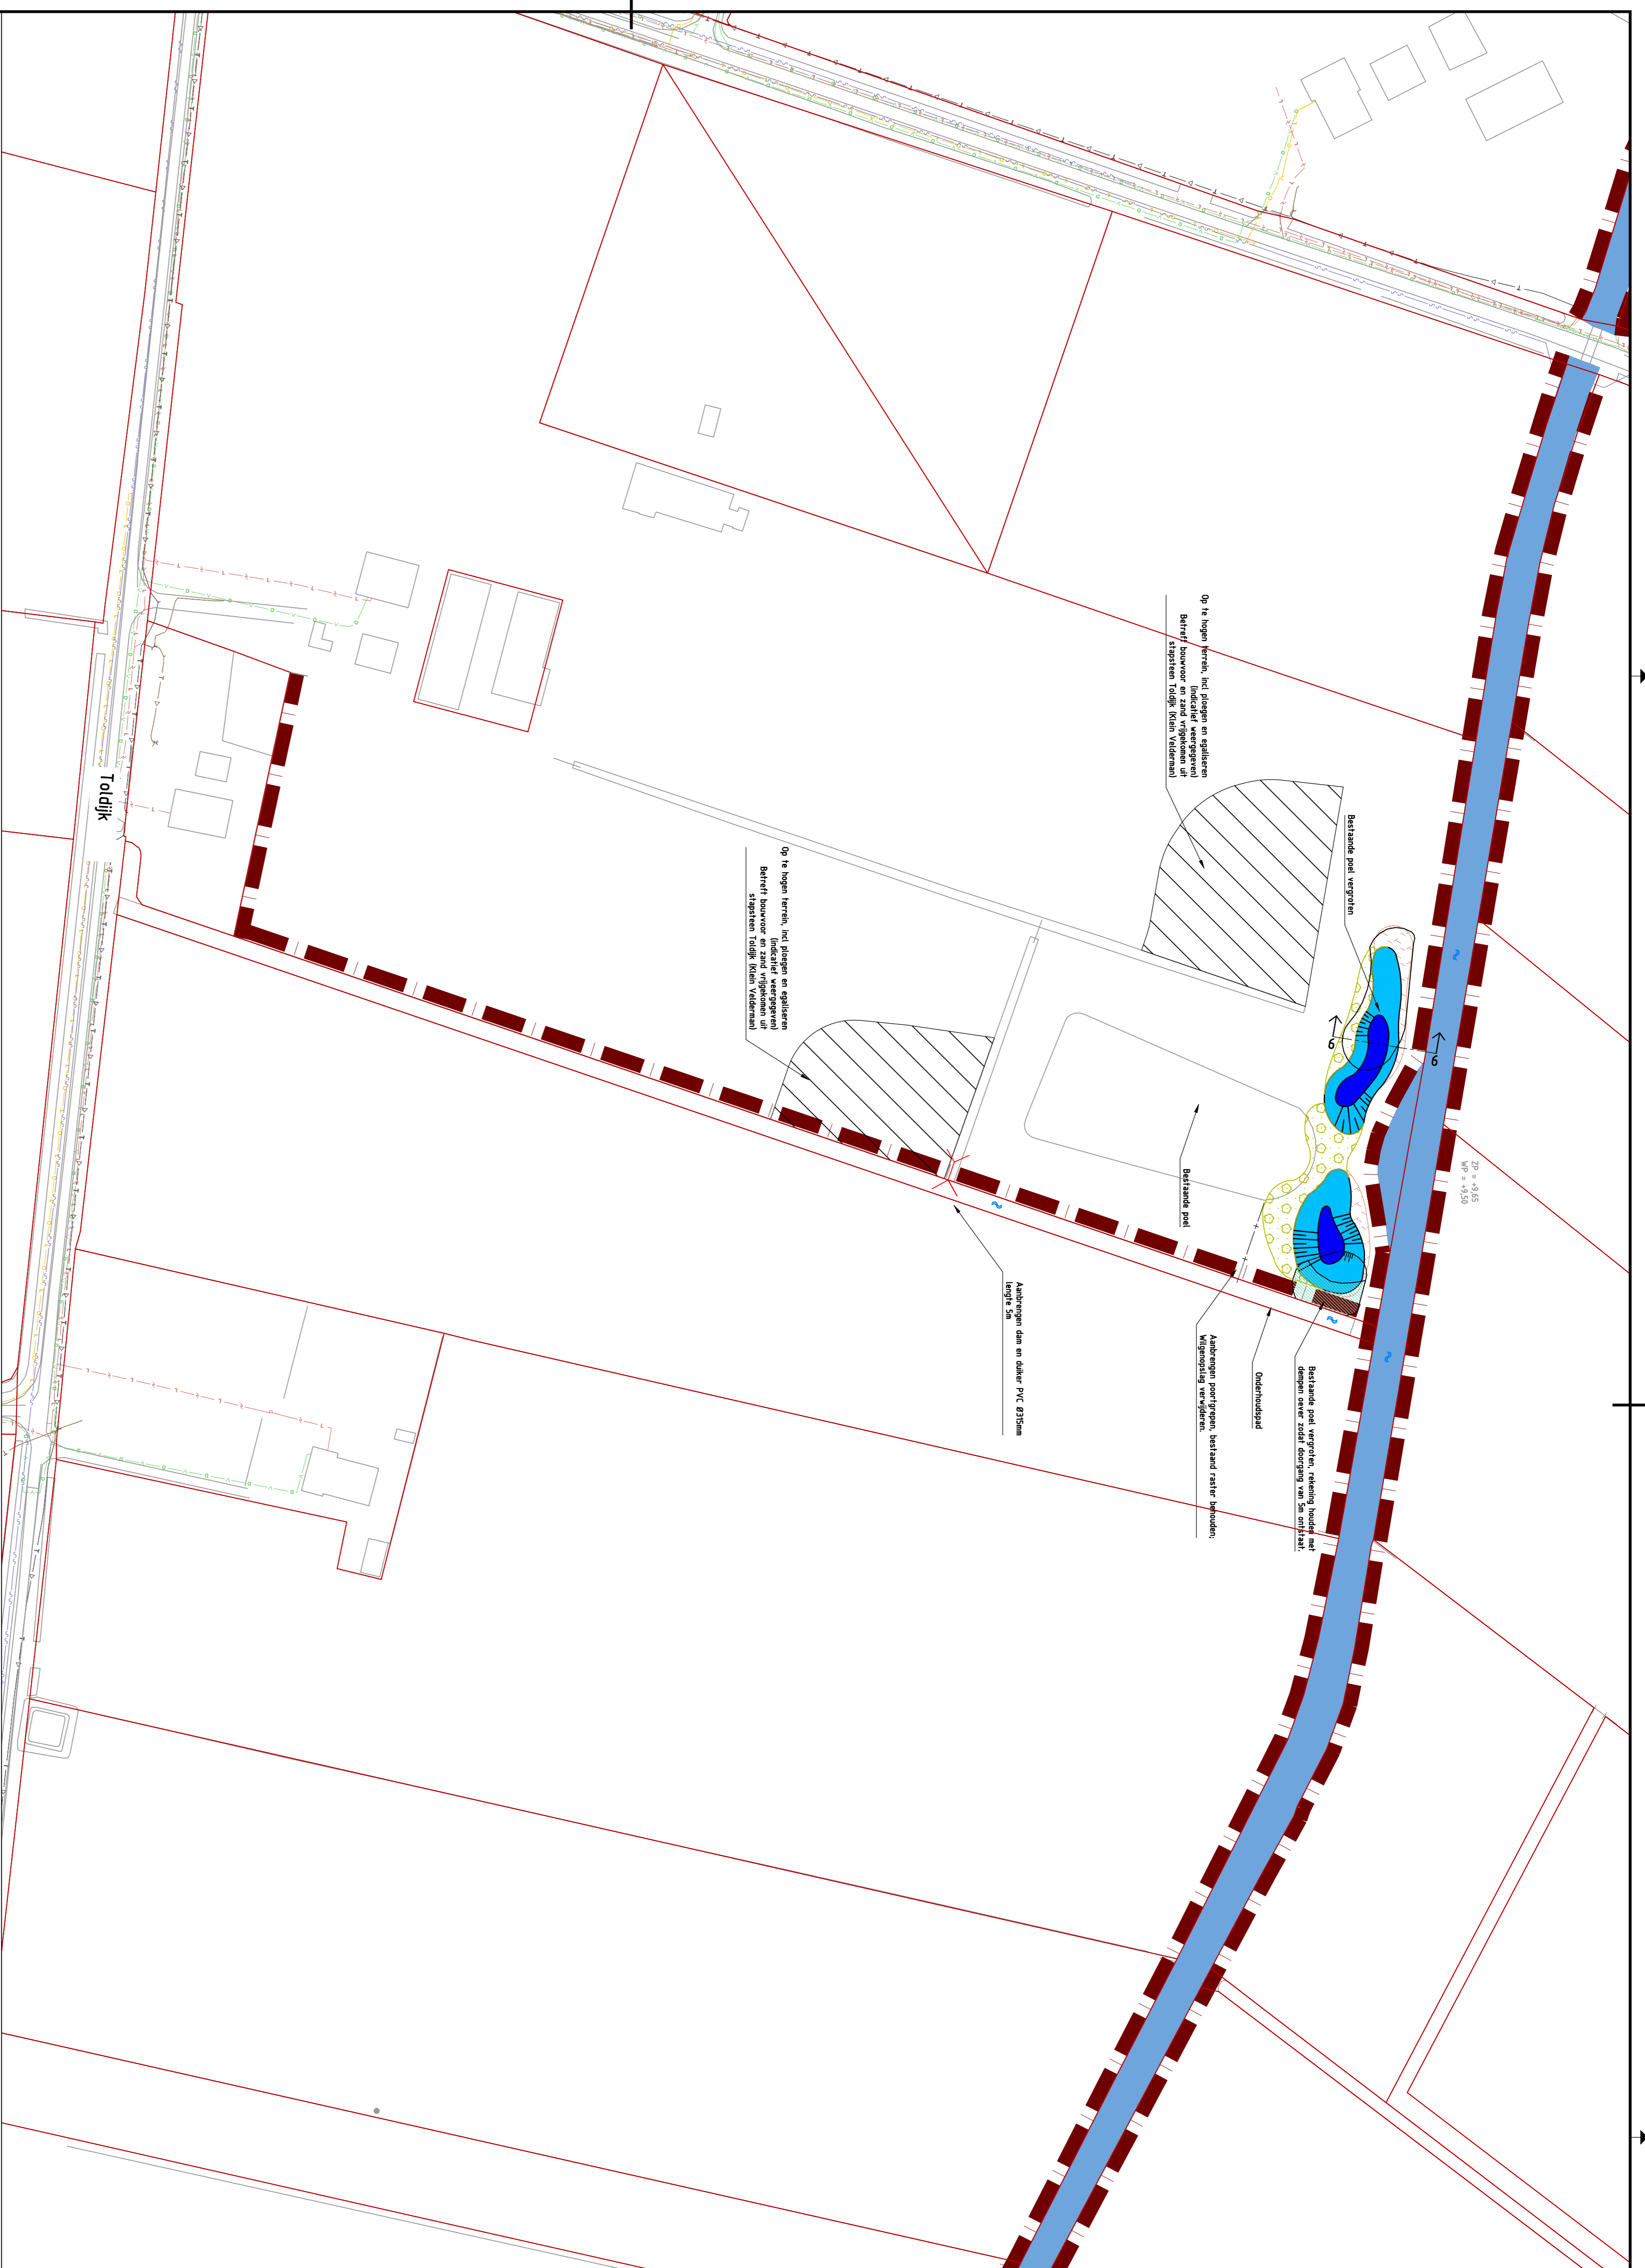 Op te hogen terrein, incl ploegen en egaliseren
(indicatief weergegeven)
Betreft bouwvoor en zand vrijgekomen uit
stapsteen Toldijk (Klein Velderman)
Bestaande poel vergroten
6
6
ZP = +9,65
WP = +9,50
Toldijk
Op te hogen terrein, incl ploegen en egaliseren
(indicatief weergegeven)
Betreft bouwvoor en zand vrijgekomen uit
stapsteen Toldijk (Klein Velderman)
Bestaande poel
Bestaande poel vergroten, rekening houden met
dempen oever zodat doorgang van 5m ontstaat.
Onderhoudspad
Aanbrengen poortgrepen, bestaand raster behouden;
Wilgenopslag verwijderen.
Aanbrengen dam en duiker PVC Ø315mm
lengte 5m